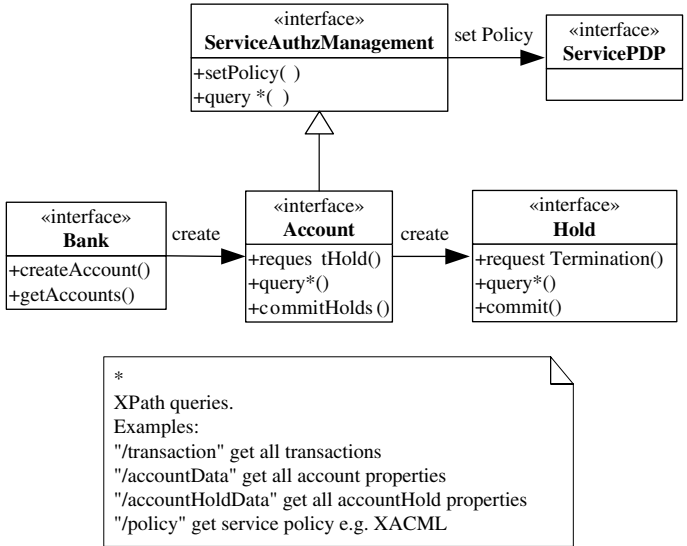 «interface»
ServiceAuthzManagement
+setPolicy( )
+query *( )
set Policy
«interface»
ServicePDP
«interface»
Bank
+createAccount()
+getAccounts()
create
«interface»
Account
+reques tHold()
+query*()
+commitHolds()
create
«interface»
Hold
+request Termination()
+query*()
+commit()
*
XPath queries.
Examples:
"/transaction" get all transactions
"/accountData" get all account properties
"/accountHoldData" get all accountHold properties
"/policy" get service policy e.g. XACML